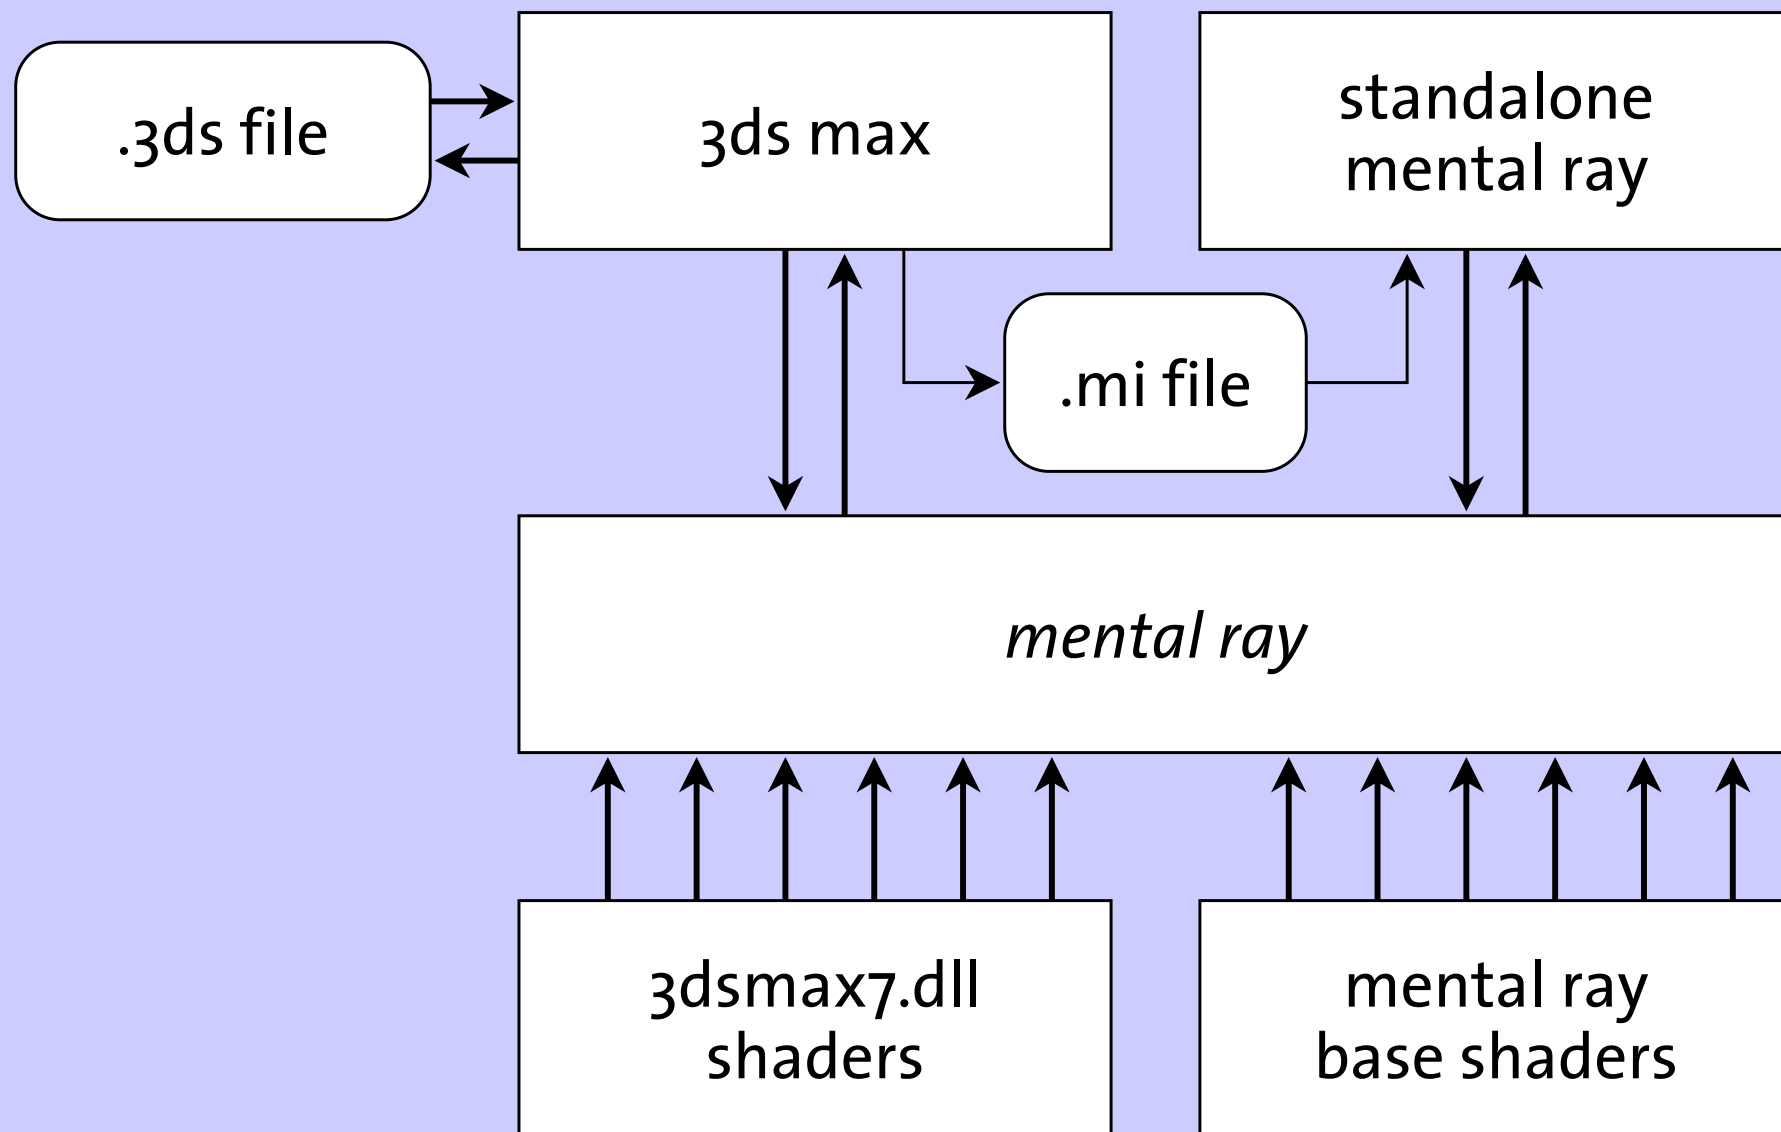 .3ds file
3ds max
standalone
mental ray
.mi file
mental ray
3dsmax7.dll
shaders
mental ray
base shaders